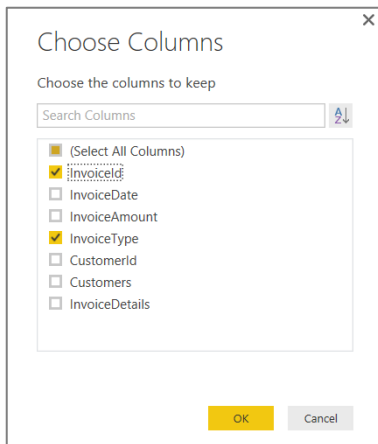 Choose Columns
Choose the columns to keep
Search Columns
(Select All Columns)
InvoiceId
InvoiceDate
InvoiceAmount
InvoiceType
CustomerId
Customers
InvoiceDetails
OK Cancel